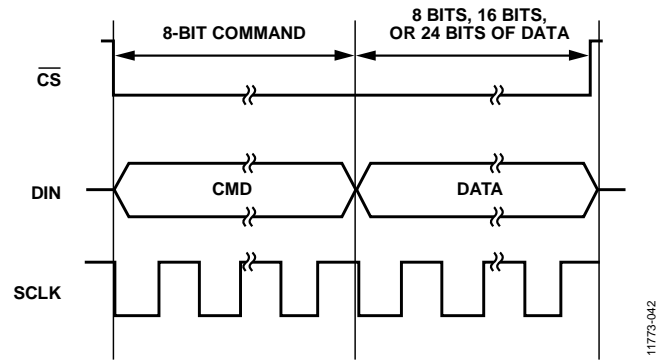 8-BIT COMMAND
8 BITS, 16 BITS,
OR 24 BITS OF DATA
CS
DIN
CMD
DATA
SCLK
11773-042